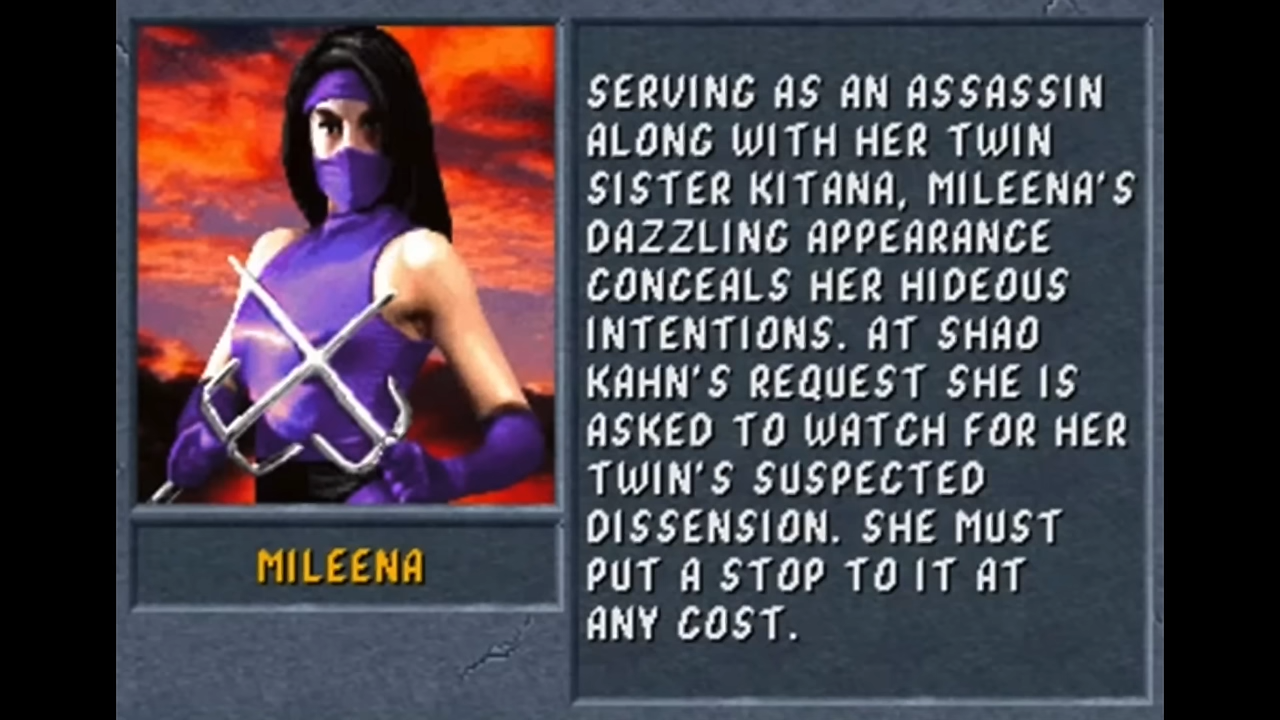 MILEENA
SERVING AS AN ASSASSIN
ALONG WITH HER TWIN
SISTER KITANA, MILEENA'S
DAZZLING APPEARANCE
CONCEALS HER HIDEOUS
INTENTIONS. AT SHAO
KAHN'S REQUEST SHE IS
ASKED TO WATCH FOR HER
TWIN'S SUSPECTED
DISSENSION. SHE MUST
PUT A STOP TO IT AT
ANY COST.